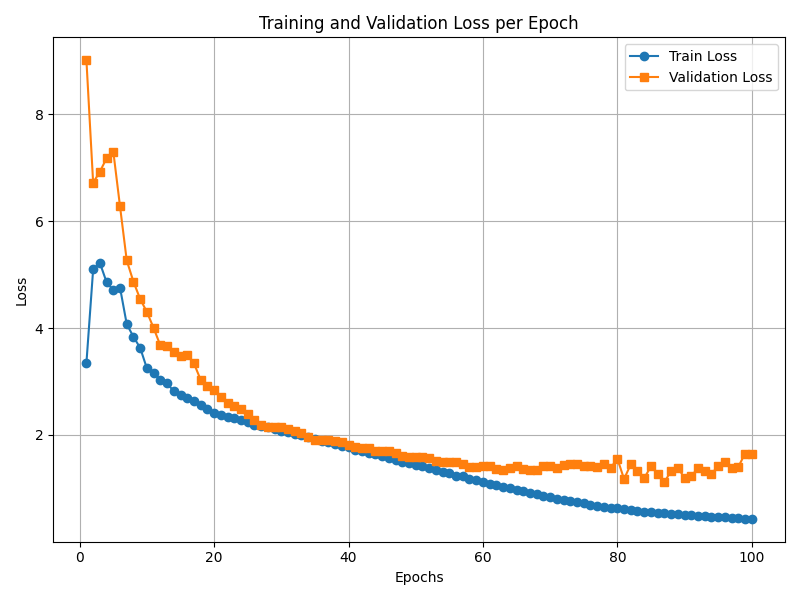 Training and Validation Loss per Epoch
Train Loss
Validation Loss
8
6
4
2
Loss
0 20 40 60 80 100
Epochs